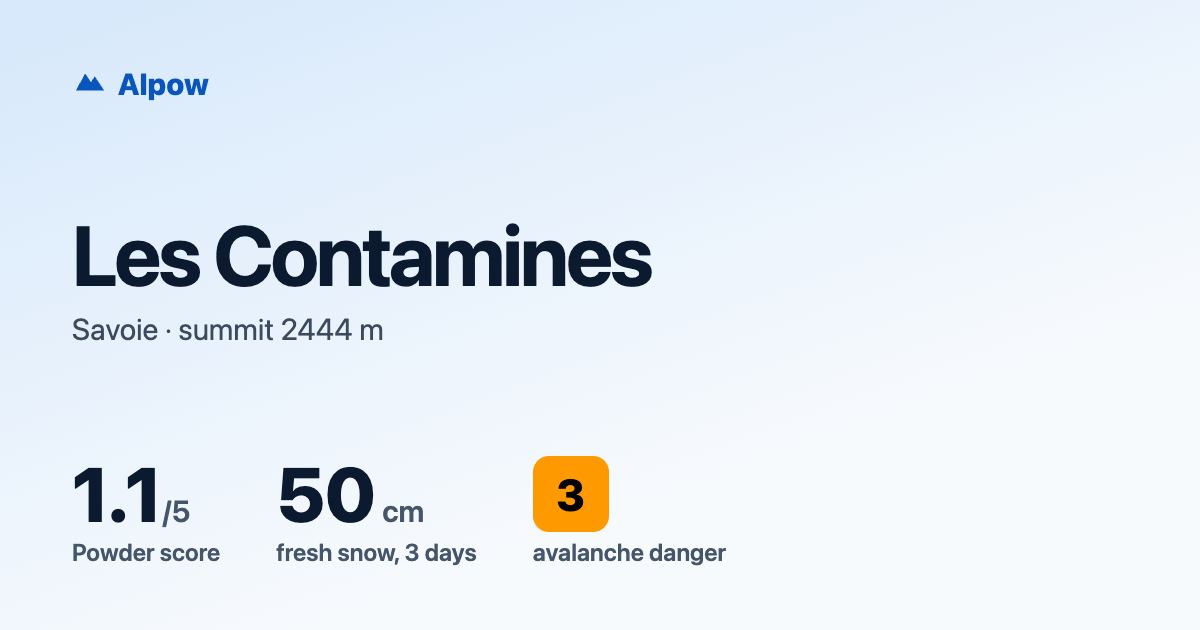 Alpow
Les Contamines
Savoie · summit 2444 m
1.1/5
Powder score
50 cm
fresh snow, 3 days
3
avalanche danger